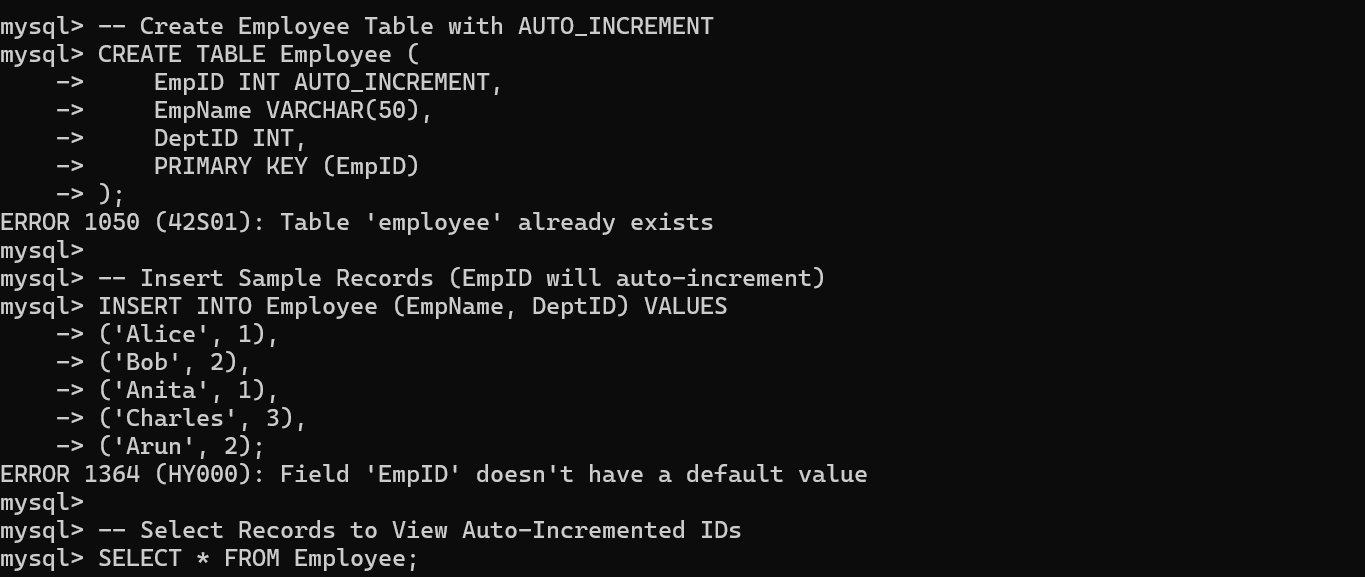 mysql> -- Create Employee Table with AUTO_INCREMENT
mysql> CREATE TABLE Employee (
    ->     EmpID INT AUTO_INCREMENT,
    ->     EmpName VARCHAR(50),
    ->     DeptID INT,
    ->     PRIMARY KEY (EmpID)
    -> );
ERROR 1050 (42S01): Table 'employee' already exists
mysql>
mysql> -- Insert Sample Records (EmpID will auto-increment)
mysql> INSERT INTO Employee (EmpName, DeptID) VALUES
    -> ('Alice', 1),
    -> ('Bob', 2),
    -> ('Anita', 1),
    -> ('Charles', 3),
    -> ('Arun', 2);
ERROR 1364 (HY000): Field 'EmpID' doesn't have a default value
mysql>
mysql> -- Select Records to View Auto-Incremented IDs
mysql> SELECT * FROM Employee;